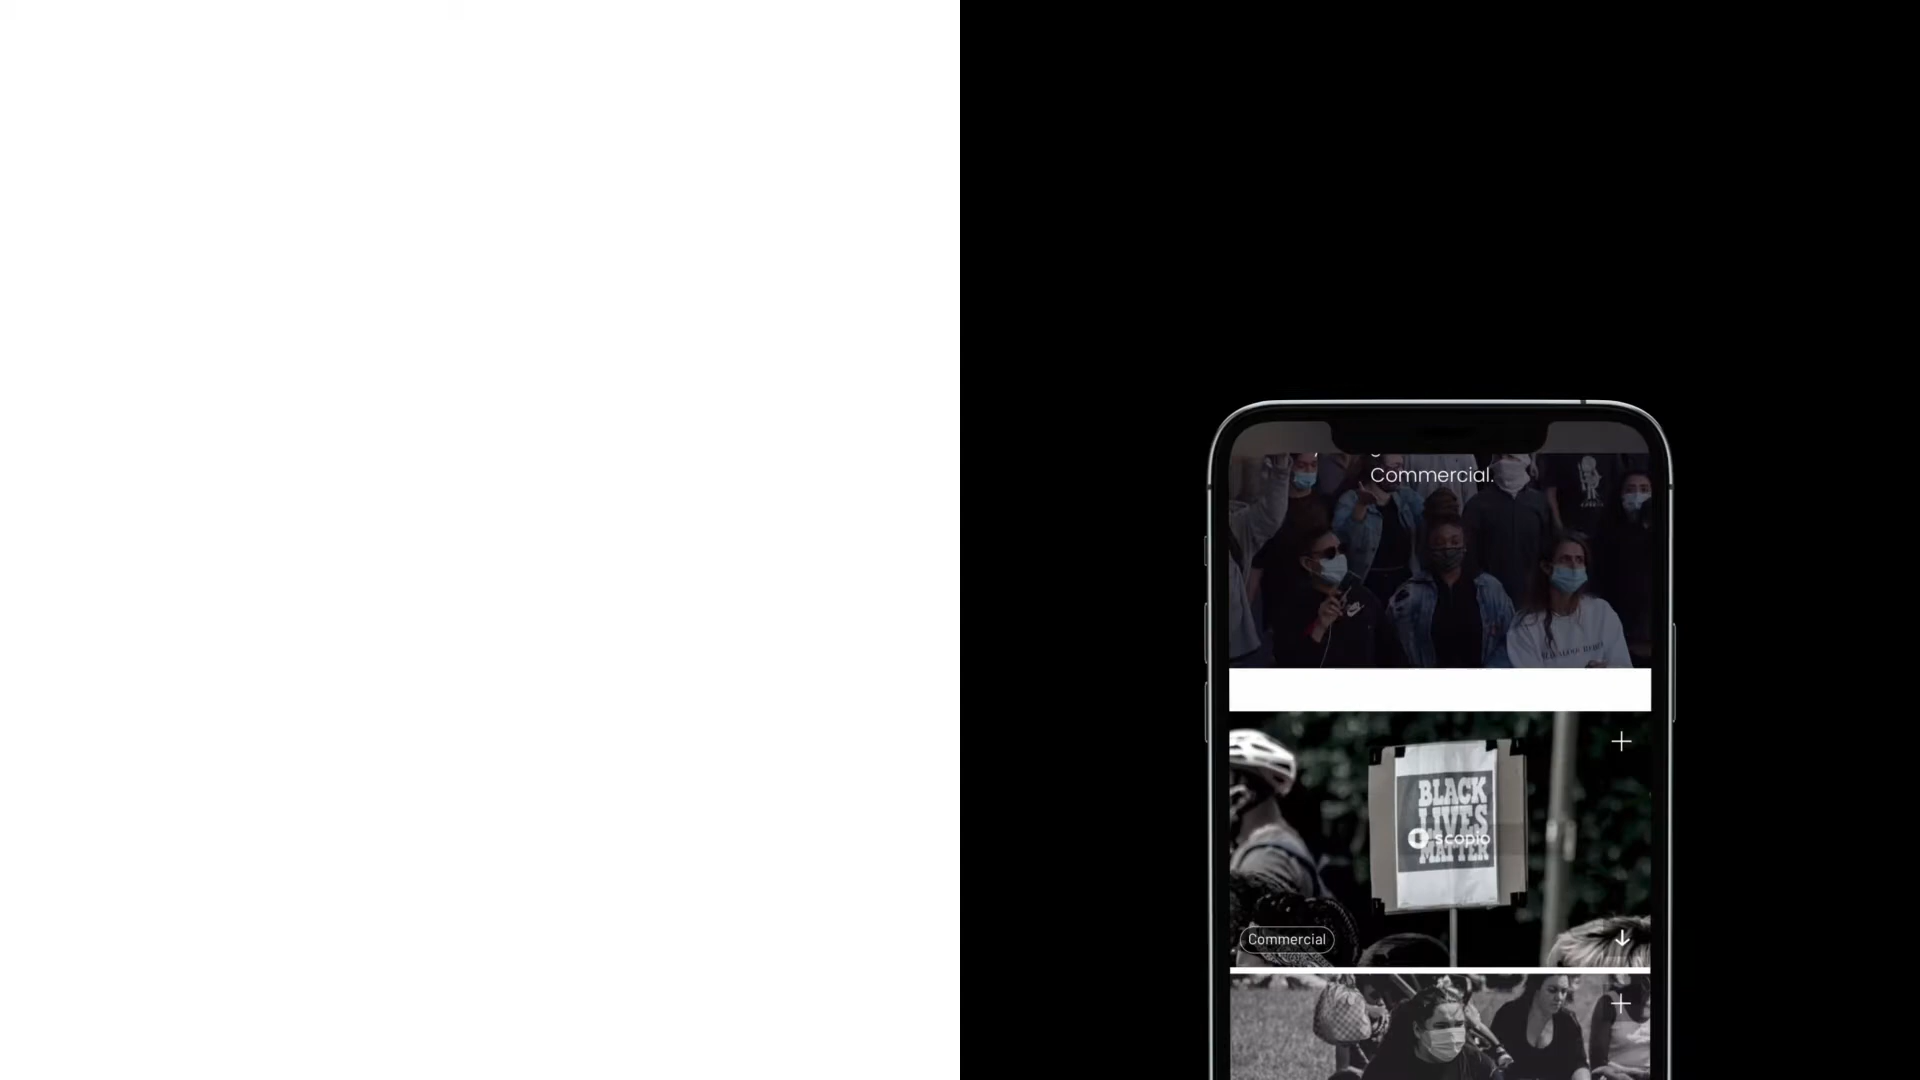 Commercial.
BLACK
LIVES
scopio
MATTER
Commercial